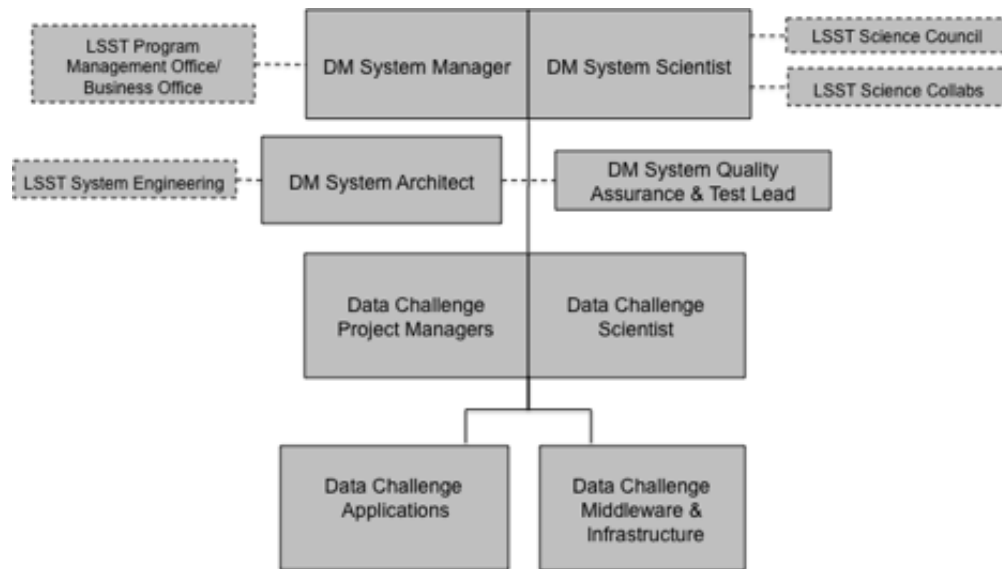 LSST Program
Management Office/
Business Office
DM System Manager
DM System Scientist
LSST Science Council
LSST Science Collabs
LSST System Engineering
DM System Architect
DM System Quality
Assurance & Test Lead
Data Challenge
Project Managers
Data Challenge
Scientist
Data Challenge
Applications
Data Challenge
Middleware &
Infrastructure